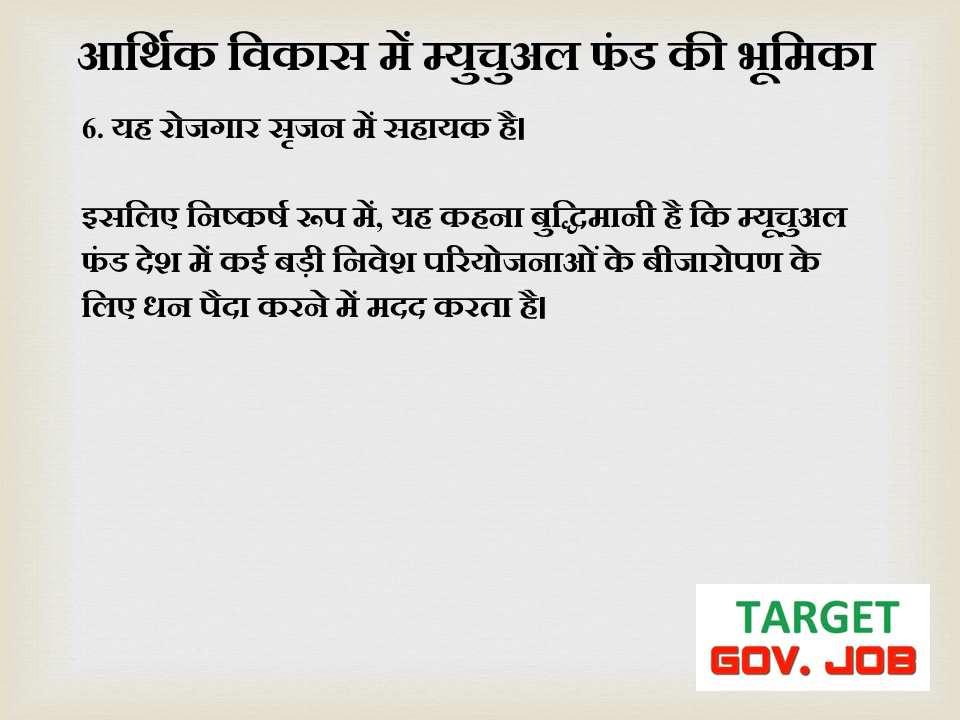 आर्थिक विकास में म्युचुअल फंड की भूमिका
6. यह रोजगार सृजन में सहायक है।
इसलिए निष्कर्ष रूप में, यह कहना बुद्धिमानी है कि म्यूचुअल
फंड देश में कई बड़ी निवेश परियोजनाओं के बीजारोपण के
लिए धन पैदा करने में मदद करता है।
TARGET
GOV. JOB